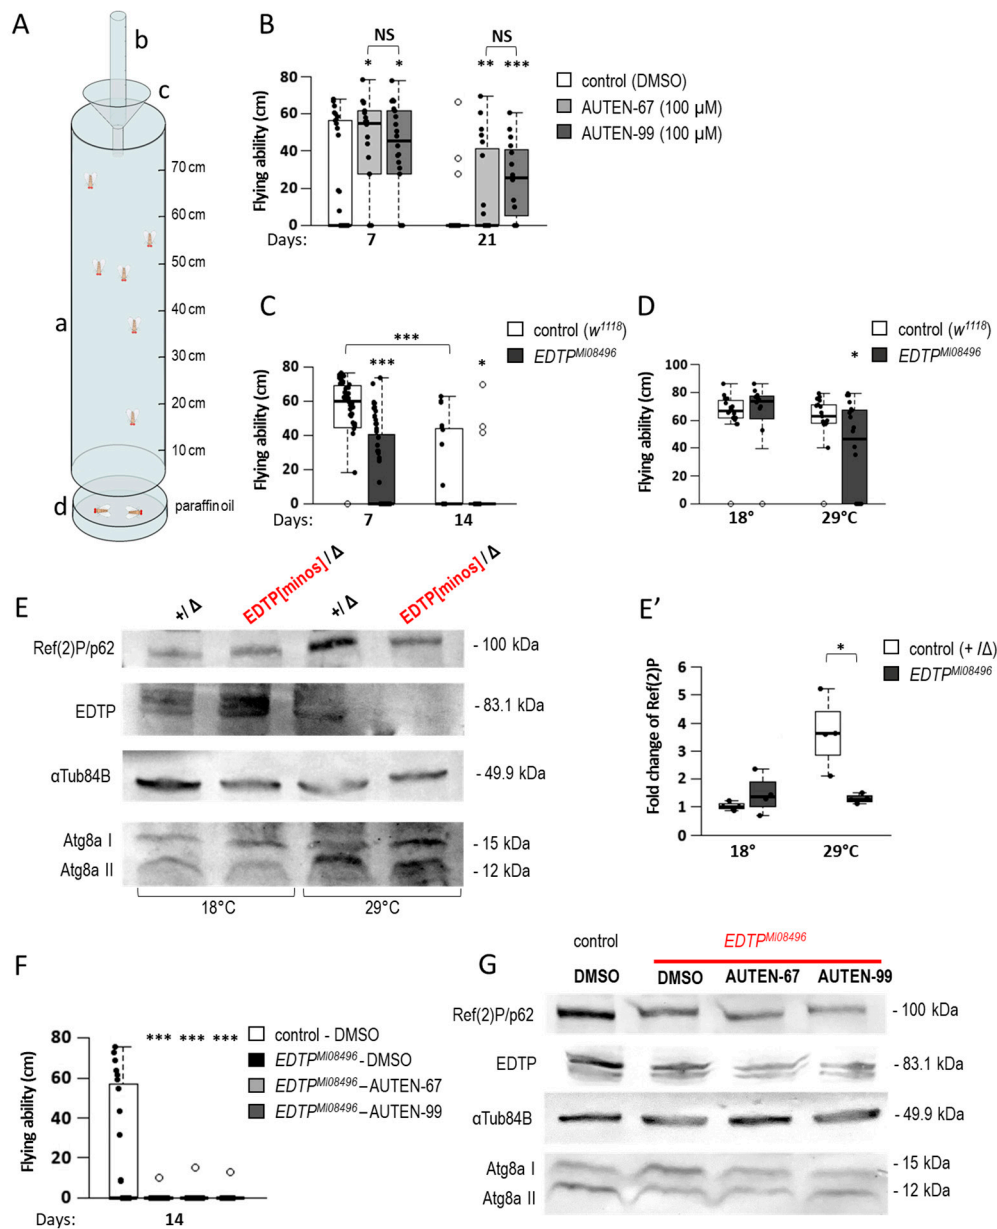 A
b
c
a
d
70 cm
60 cm
50 cm
40 cm
30 cm
20 cm
10 cm
paraffin oil
B
NS
NS
* * ** ***
control (DMSO)
AUTEN-67 (100 µM)
AUTEN-99 (100 µM)
Flying ability (cm)
80
60
40
20
0
Days: 7 21
C
***
*** *
control (w1118)
EDTPMI08496
Flying ability (cm)
80
60
40
20
0
Days: 7 14
D
control (w1118)
EDTPMI08496
*
Flying ability (cm)
100
80
60
40
20
0
18° 29°C
E
+/Δ EDTP[minos]/Δ +/Δ EDTP[minos]/Δ
Ref(2)P/p62 - 100 kDa
EDTP - 83.1 kDa
αTub84B - 49.9 kDa
Atg8a I - 15 kDa
Atg8a II - 12 kDa
18°C 29°C
E’
control (+ /Δ)
EDTPMI08496
*
Fold change of Ref(2)P
6
5
4
3
2
1
0
18° 29°C
F
*** *** ***
control - DMSO
EDTPMI08496-DMSO
EDTPMI08496–AUTEN-67
EDTPMI08496–AUTEN-99
Flying ability (cm)
80
60
40
20
0
Days: 14
G
control EDTPMI08496
DMSO DMSO AUTEN-67 AUTEN-99
Ref(2)P/p62 - 100 kDa
EDTP - 83.1 kDa
αTub84B - 49.9 kDa
Atg8a I - 15 kDa
Atg8a II - 12 kDa